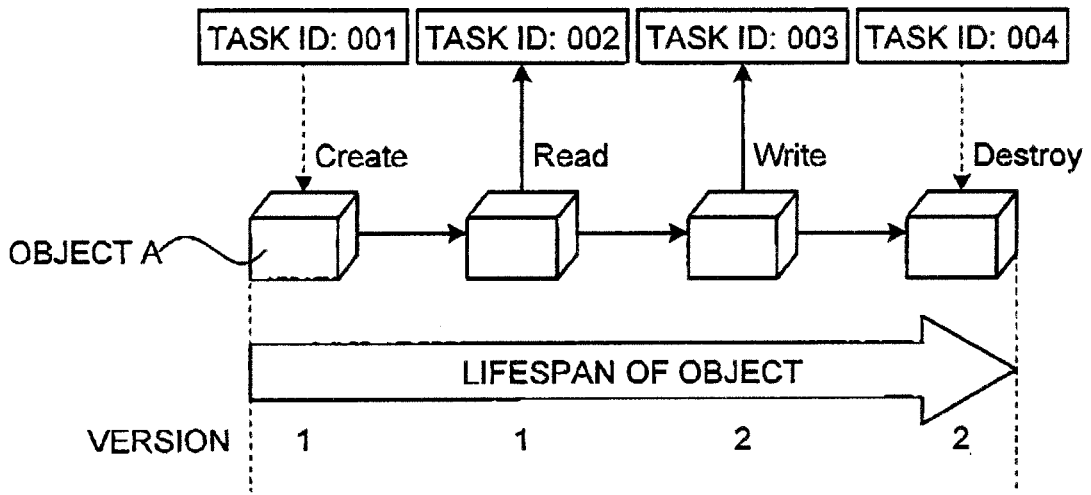 TASK ID: 001 TASK ID: 002 TASK ID: 003 TASK ID: 004
Create Read Write Destroy
OBJECT A
LIFESPAN OF OBJECT
VERSION 1 1 2 2